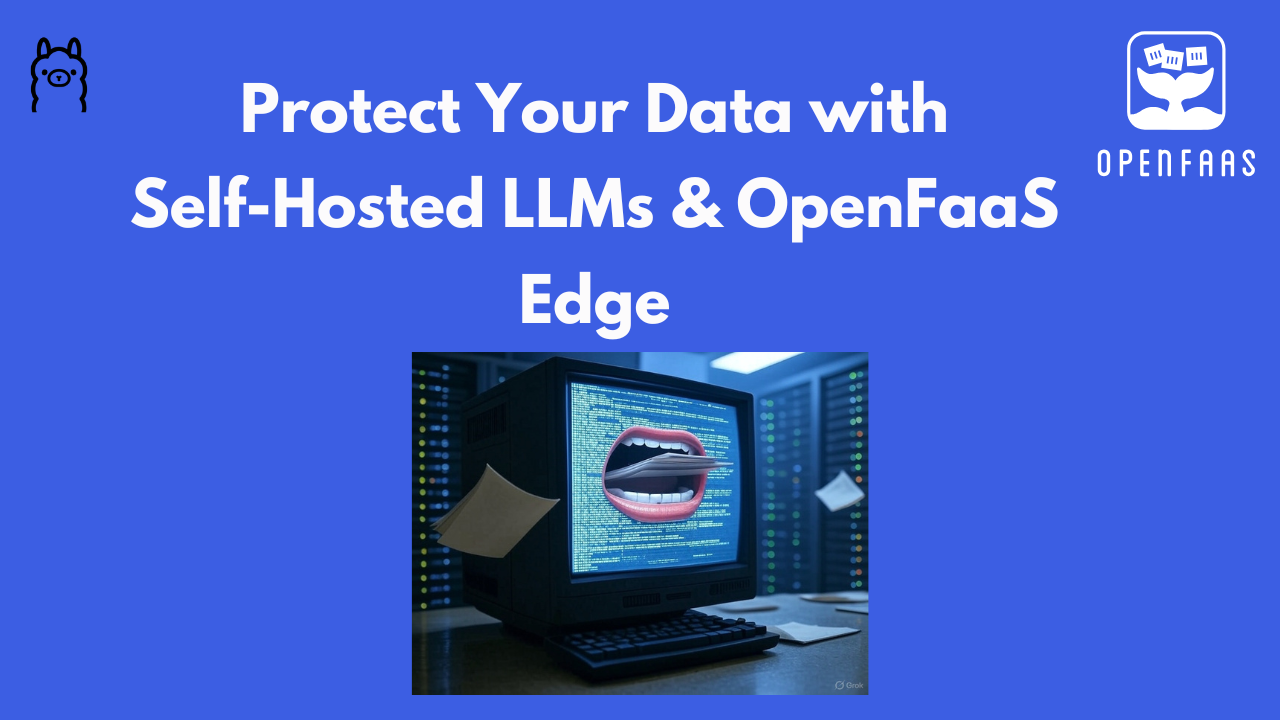 OPENFAAS
Protect Your Data with
Self-Hosted LLMs & OpenFaaS
Edge
Grok